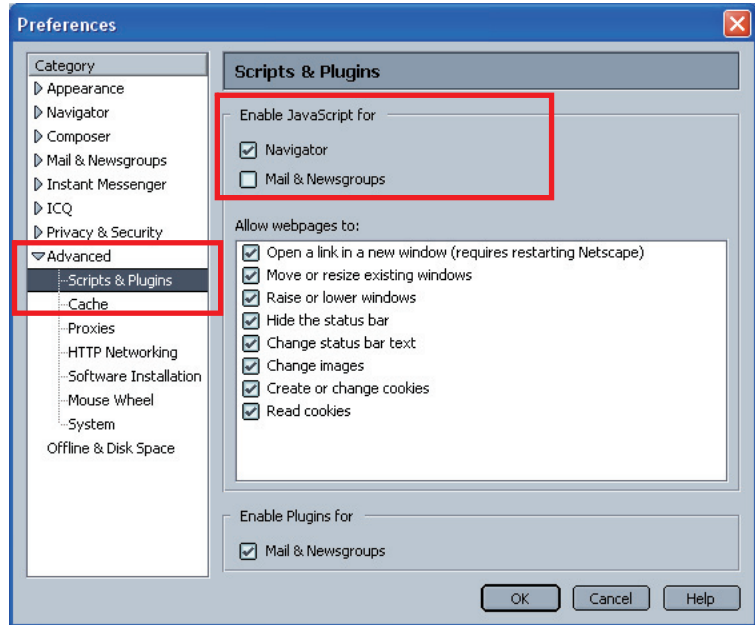 Preferences
Category
Appearance
Navigator
Composer
Mail & Newsgroups
Instant Messenger
ICQ
Privacy & Security
Advanced
Scripts & Plugins
Cache
Proxies
HTTP Networking
Software Installation
Mouse Wheel
System
Offline & Disk Space
Scripts & Plugins
Enable JavaScript for
Navigator
Mail & Newsgroups
Allow webpages to:
Open a link in a new window (requires restarting Netscape)
Move or resize existing windows
Raise or lower windows
Hide the status bar
Change status bar text
Change images
Create or change cookies
Read cookies
Enable Plugins for
Mail & Newsgroups
OK Cancel Help